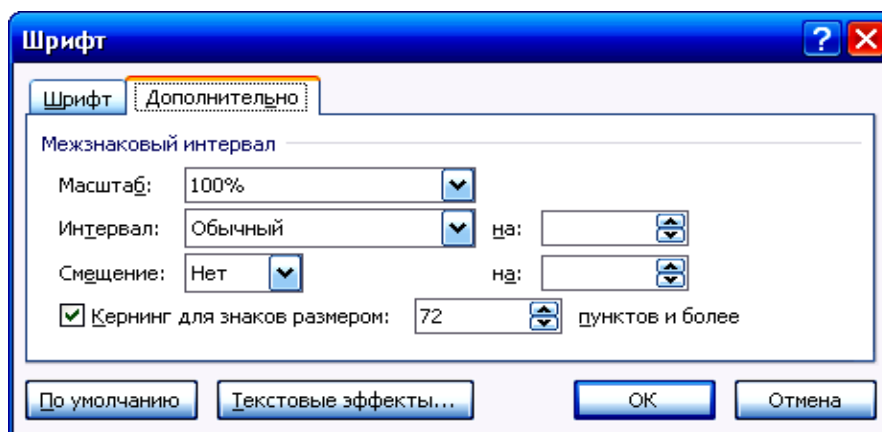 Шрифт
Шрифт Дополнительно
Межзнаковый интервал
Масштаб: 100%
Интервал: Обычный на:
Смещение: Нет на:
Кернинг для знаков размером: 72 пунктов и более
По умолчанию Текстовые эффекты... ОК Отмена